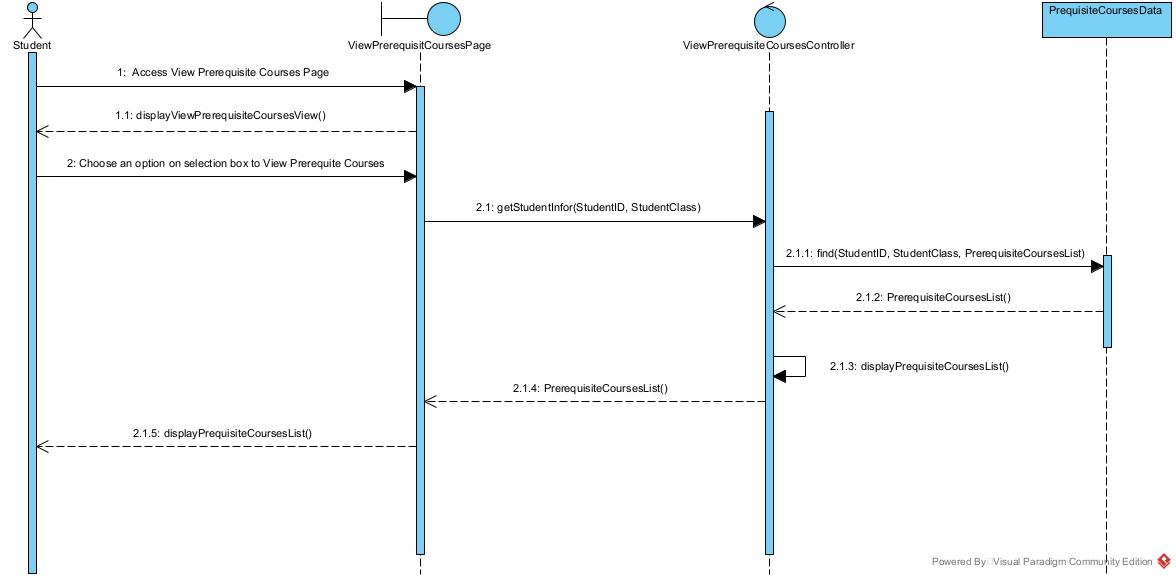 PrequisiteCoursesData
Student
ViewPrerequisitCoursesPage
ViewPrerequisiteCoursesController
1:  Access View Prerequisite Courses Page
1.1: displayViewPrerequisiteCoursesView()
2: Choose an option on selection box to View Prerequite Courses
2.1: getStudentInfor(StudentID, StudentClass)
2.1.1: find(StudentID, StudentClass, PrerequisiteCoursesList)
2.1.2: PrerequisiteCoursesList()
2.1.3: displayPrequisiteCoursesList()
2.1.4: PrerequisiteCoursesList()
2.1.5: displayPrequisiteCoursesList()
Powered By Visual Paradigm Community Edition